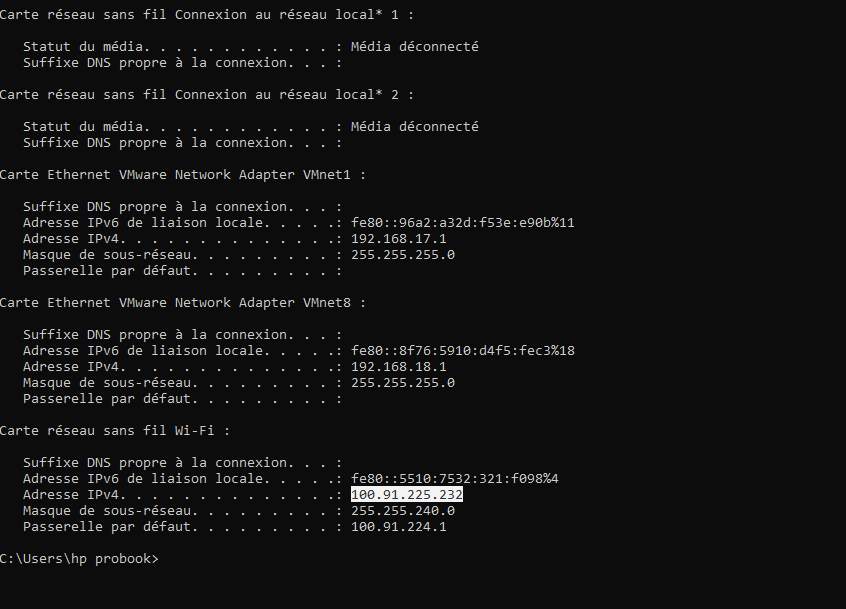 Carte réseau sans fil Connexion au réseau local* 1 :
Statut du média. . . . . . . . . . . . : Média déconnecté
Suffixe DNS propre à la connexion. . . :
Carte réseau sans fil Connexion au réseau local* 2 :
Statut du média. . . . . . . . . . . . : Média déconnecté
Suffixe DNS propre à la connexion. . . :
Carte Ethernet VMware Network Adapter VMnet1 :
Suffixe DNS propre à la connexion. . . :
Adresse IPv6 de liaison locale. . . . .: fe80::96a2:a32d:f53e:e90b%11
Adresse IPv4. . . . . . . . . . . . . .: 192.168.17.1
Masque de sous-réseau. . . . . . . . . : 255.255.255.0
Passerelle par défaut. . . . . . . . . :
Carte Ethernet VMware Network Adapter VMnet8 :
Suffixe DNS propre à la connexion. . . :
Adresse IPv6 de liaison locale. . . . .: fe80::8f76:5910:d4f5:fec3%18
Adresse IPv4. . . . . . . . . . . . . .: 192.168.18.1
Masque de sous-réseau. . . . . . . . . : 255.255.255.0
Passerelle par défaut. . . . . . . . . :
Carte réseau sans fil Wi-Fi :
Suffixe DNS propre à la connexion. . . :
Adresse IPv6 de liaison locale. . . . .: fe80::5510:7532:321:f098%4
Adresse IPv4. . . . . . . . . . . . . .: 100.91.225.232
Masque de sous-réseau. . . . . . . . . : 255.255.240.0
Passerelle par défaut. . . . . . . . . : 100.91.224.1
C:\Users\hp probook>